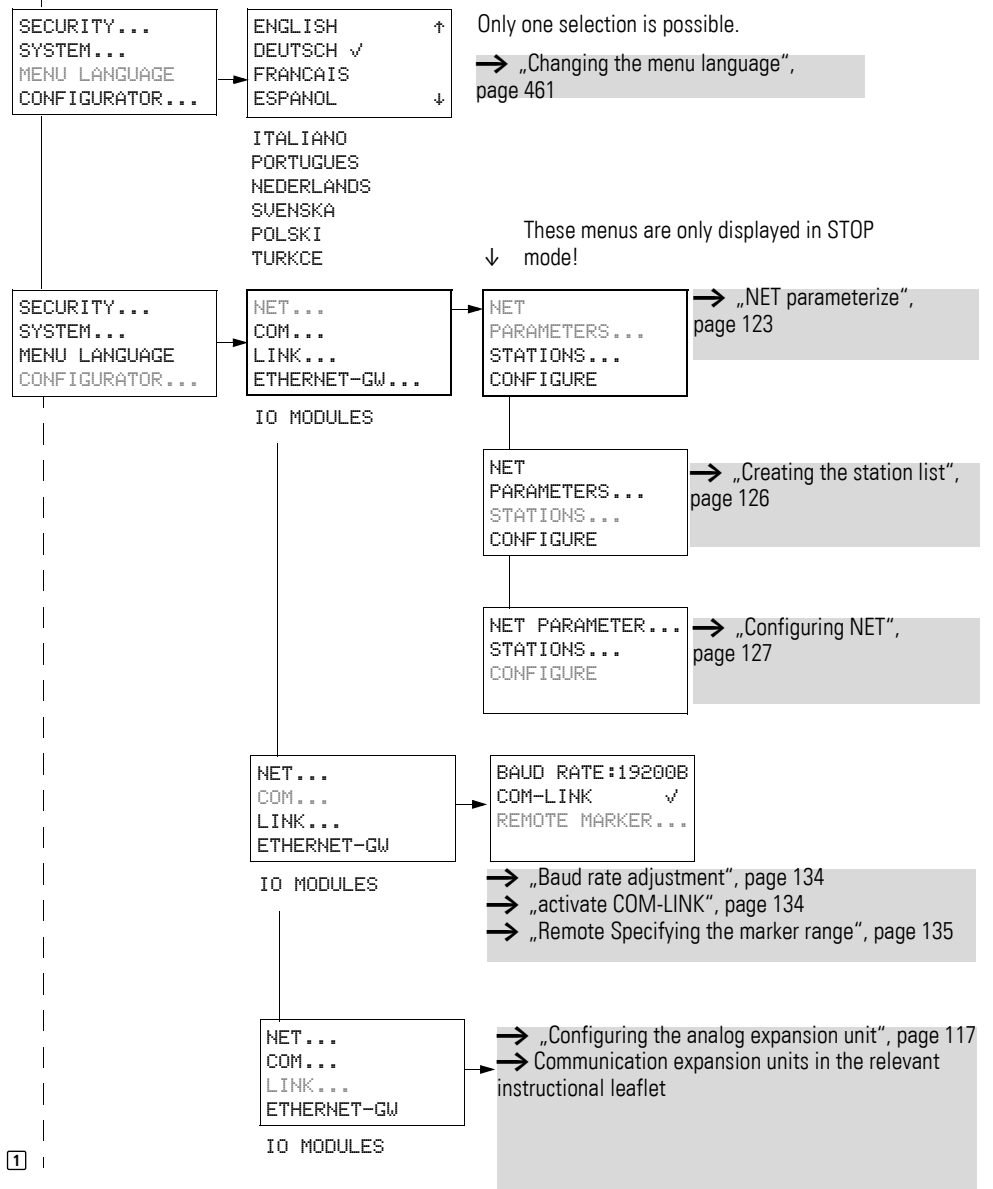 SECURITY...
SYSTEM...
MENU LANGUAGE
CONFIGURATOR...
ENGLISH ↑
DEUTSCH √
FRANCAIS
ESPANOL ↓
ITALIANO
PORTUGUES
NEDERLANDS
SVENSKA
POLSKI
TURKCE
Only one selection is possible.
→ „Changing the menu language“,
page 461
These menus are only displayed in STOP
↓ mode!
SECURITY...
SYSTEM...
MENU LANGUAGE
CONFIGURATOR...
NET...
COM...
LINK...
ETHERNET-GW...
IO MODULES
NET
PARAMETERS...
STATIONS...
CONFIGURE
→ „NET parameterize“,
page 123
NET
PARAMETERS...
STATIONS...
CONFIGURE
→ „Creating the station list“,
page 126
NET PARAMETER...
STATIONS...
CONFIGURE
→ „Configuring NET“,
page 127
NET...
COM...
LINK...
ETHERNET-GW
IO MODULES
BAUD RATE:19200B
COM-LINK √
REMOTE MARKER...
→ „Baud rate adjustment“, page 134
→ „activate COM-LINK“, page 134
→ „Remote Specifying the marker range“, page 135
NET...
COM...
LINK...
ETHERNET-GW
IO MODULES
→ „Configuring the analog expansion unit“, page 117
→ Communication expansion units in the relevant
instructional leaflet
1